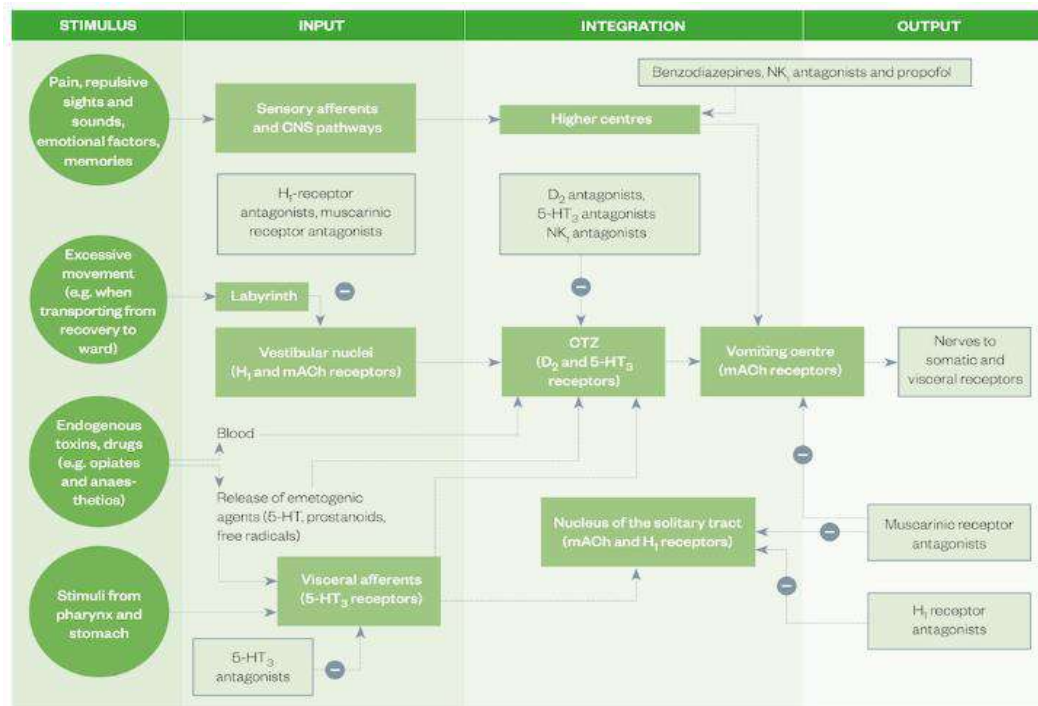 STIMULUS
INPUT
INTEGRATION
OUTPUT
Pain, repulsive
sights and
sounds,
emotional factors,
memories
Sensory afferents
and CNS pathways
Higher centres
Benzodiazepines, NK₁ antagonists and propofol
H₁-receptor
antagonists, muscarinic
receptor antagonists
D₂ antagonists,
5-HT₃ antagonists
NK₁ antagonists
Excessive
movement
(e.g. when
transporting from
recovery to
ward)
Labyrinth
Vestibular nuclei
(H₁ and mACh receptors)
CTZ
(D₂ and 5-HT₃
receptors)
Vomiting centre
(mACh receptors)
Nerves to
somatic and
visceral receptors
Endogenous
toxins, drugs
(e.g. opiates
and anaes-
thetics)
Blood
Release of emetogenic
agents (5-HT, prostanoids,
free radicals)
Nucleus of the solitary tract
(mACh and H₁ receptors)
Muscarinic receptor
antagonists
Stimuli from
pharynx and
stomach
Visceral afferents
(5-HT₃ receptors)
H₁ receptor
antagonists
5-HT₃
antagonists